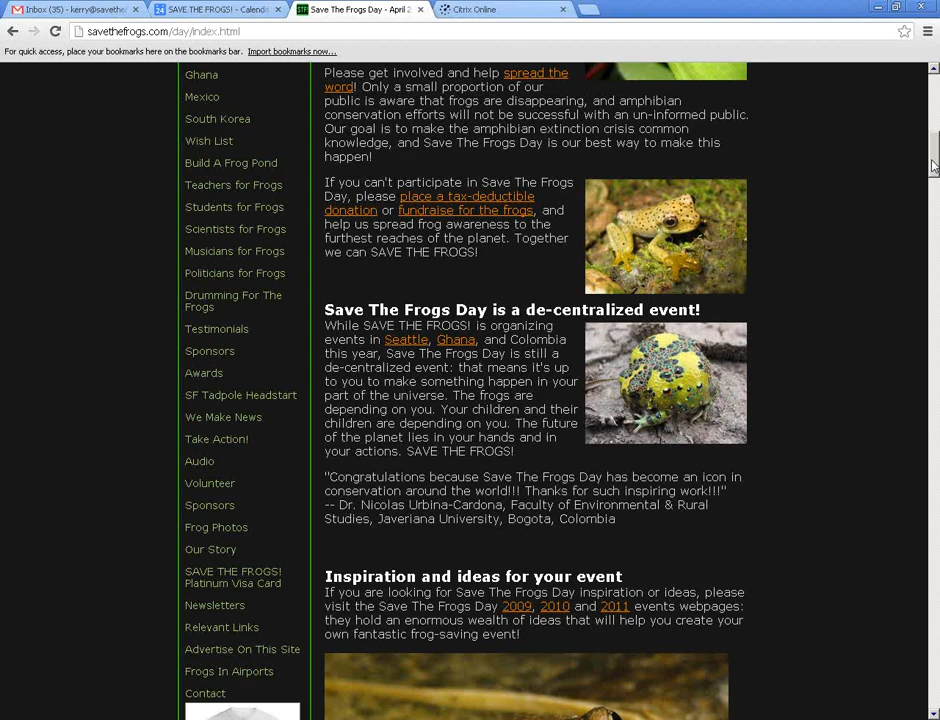 Inbox (35) - kerry@savethef
SAVE THE FROGS! - Calenda
Save The Frogs Day - April 2
Citrix Online
savethefrogs.com/day/index.html
For quick access, place your bookmarks here on the bookmarks bar. Import bookmarks now...
Ghana
Mexico
South Korea
Wish List
Build A Frog Pond
Teachers for Frogs
Students for Frogs
Scientists for Frogs
Musicians for Frogs
Politicians for Frogs
Drumming For The
Frogs
Testimonials
Sponsors
Awards
SF Tadpole Headstart
We Make News
Take Action!
Audio
Volunteer
Sponsors
Frog Photos
Our Story
SAVE THE FROGS!
Platinum Visa Card
Newsletters
Relevant Links
Advertise On This Site
Frogs In Airports
Contact
Please get involved and help spread the
word! Only a small proportion of our
public is aware that frogs are disappearing, and amphibian
conservation efforts will not be successful with an un-informed public.
Our goal is to make the amphibian extinction crisis common
knowledge, and Save The Frogs Day is our best way to make this
happen!
If you can't participate in Save The Frogs
Day, please place a tax-deductible
donation or fundraise for the frogs, and
help us spread frog awareness to the
furthest reaches of the planet. Together
we can SAVE THE FROGS!
Save The Frogs Day is a de-centralized event!
While SAVE THE FROGS! is organizing
events in Seattle, Ghana, and Colombia
this year, Save The Frogs Day is still a
de-centralized event: that means it's up
to you to make something happen in your
part of the universe. The frogs are
depending on you. Your children and their
children are depending on you. The future
of the planet lies in your hands and in
your actions. SAVE THE FROGS!
"Congratulations because Save The Frogs Day has become an icon in
conservation around the world!!! Thanks for such inspiring work!!!"
-- Dr. Nicolas Urbina-Cardona, Faculty of Environmental & Rural
Studies, Javeriana University, Bogota, Colombia
Inspiration and ideas for your event
If you are looking for Save The Frogs Day inspiration or ideas, please
visit the Save The Frogs Day 2009, 2010 and 2011 events webpages:
they hold an enormous wealth of ideas that will help you create your
own fantastic frog-saving event!